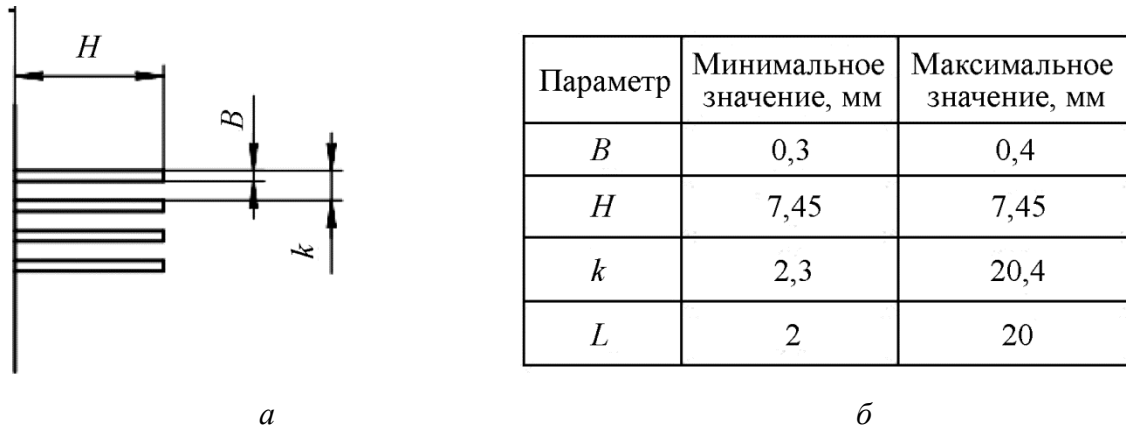 H
B
k
Параметр Минимальное значение, мм Максимальное значение, мм
B 0,3 0,4
H 7,45 7,45
k 2,3 20,4
L 2 20
а б